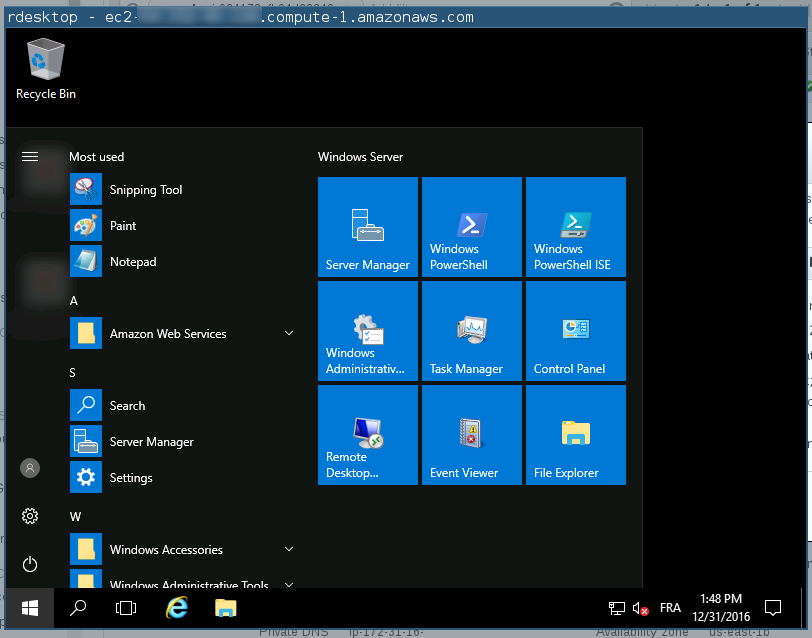 rdesktop - ec2-
.compute-1.amazonaws.com
Recycle Bin
Most used
Snipping Tool
Paint
Notepad
A
Amazon Web Services
S
Search
Server Manager
Settings
W
Windows Accessories
Windows Administrative Tools
Windows Server
Server Manager
Windows
PowerShell
Windows
PowerShell ISE
Windows
Administrativ...
Task Manager
Control Panel
Remote
Desktop...
Event Viewer
File Explorer
FRA
1:48 PM
12/31/2016
Private DNS
ip-172-31-16-
Availability zone
us-east-1b